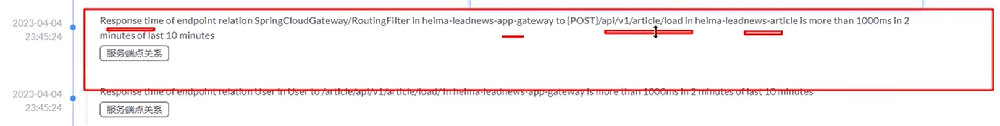 2023-04-04
23:45:24
Response time of endpoint relation SpringCloudGateway/RoutingFilter in heima-leadnews-app-gateway to {POST}/api/v1/article/load in heima-leadnews-article is more than 1000ms in 2
minutes of last 10 minutes
服务端点关系
2023-04-04
23:45:24
Response time of endpoint relation User in User to /article/api/v1/article/load/ in heima-leadnews-app-gateway is more than 1000ms in 2 minutes of last 10 minutes
服务端点关系